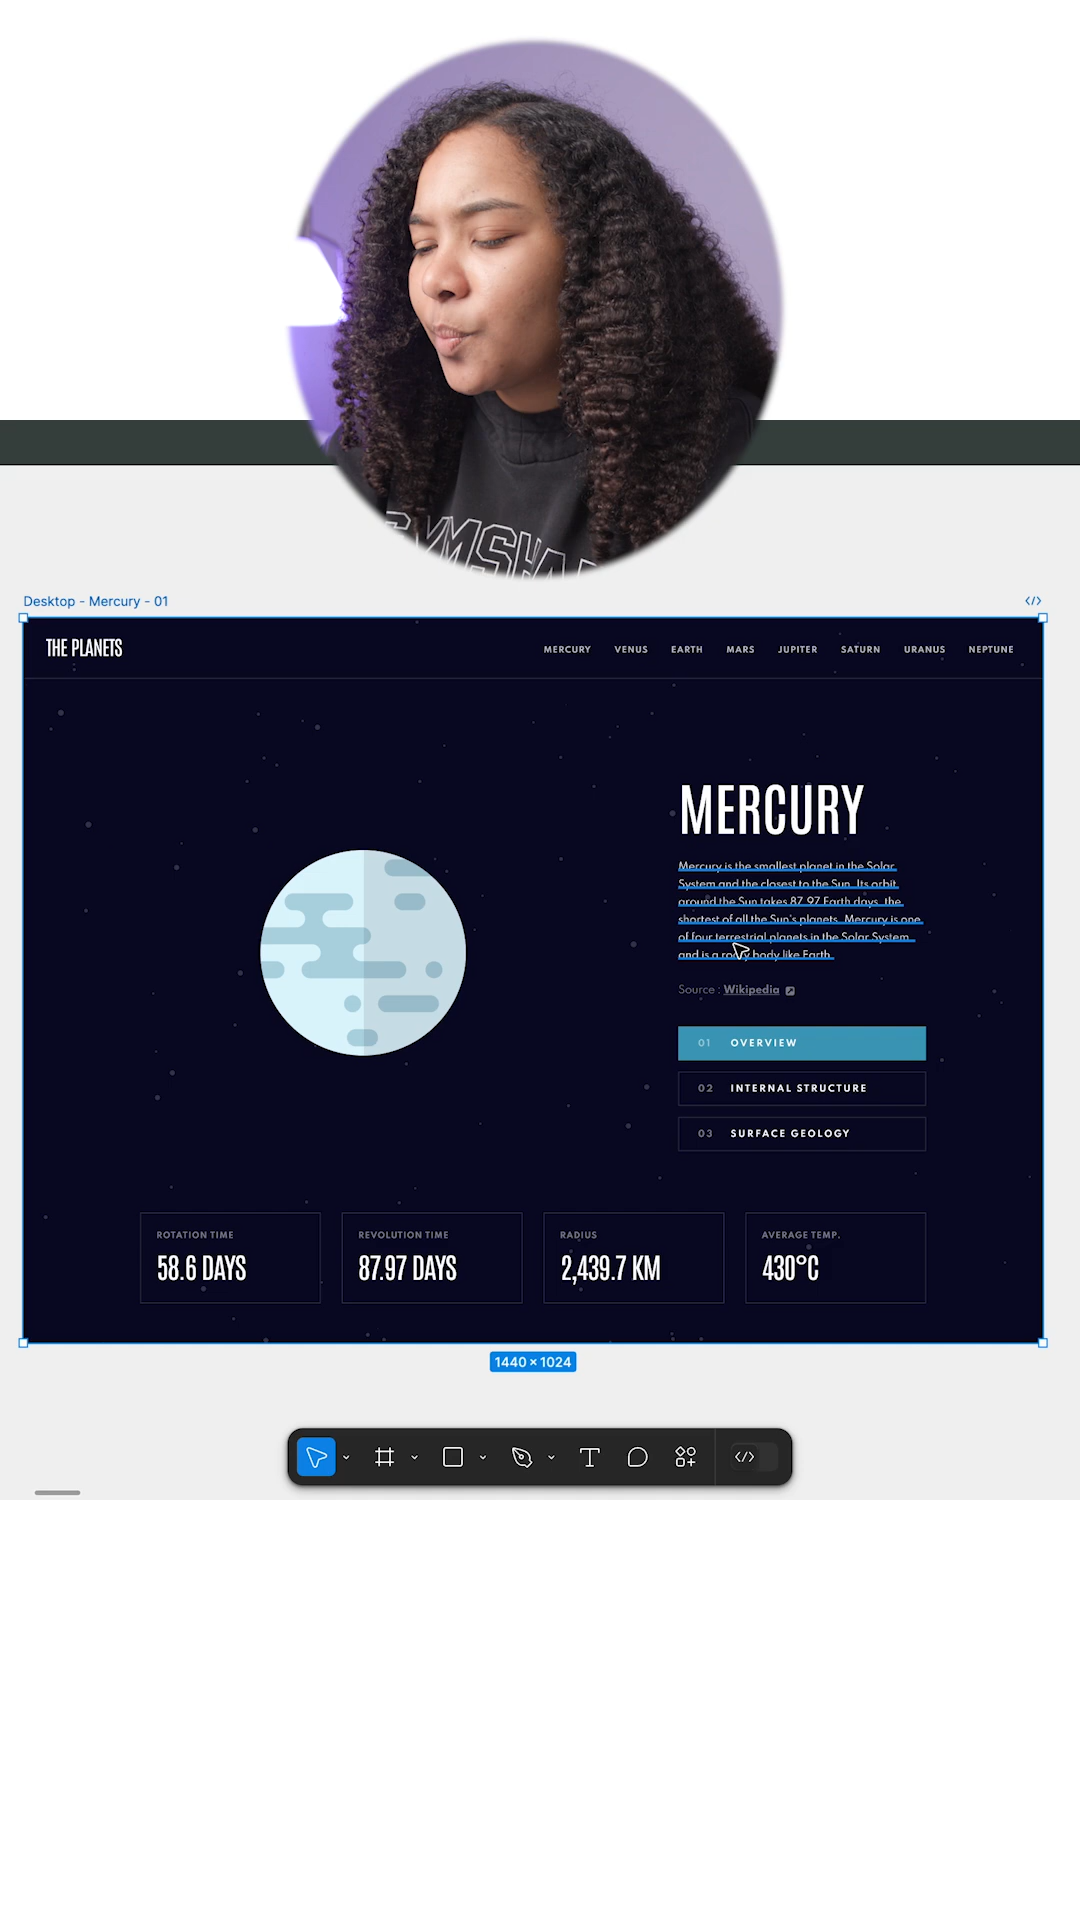 GYMSHA
Desktop - Mercury - 01
</>
THE PLANETS
MERCURY VENUS EARTH MARS JUPITER SATURN URANUS NEPTUNE
MERCURY
Mercury is the smallest planet in the Solar
System and the closest to the Sun. Its orbit
around the Sun takes 87.97 Earth days, the
shortest of all the Sun's planets. Mercury is one
of four terrestrial planets in the Solar System,
and is a rocky body like Earth.
Source : Wikipedia
01 OVERVIEW
02 INTERNAL STRUCTURE
03 SURFACE GEOLOGY
ROTATION TIME
58.6 DAYS
REVOLUTION TIME
87.97 DAYS
RADIUS
2,439.7 KM
AVERAGE TEMP.
430°C
1440 × 1024